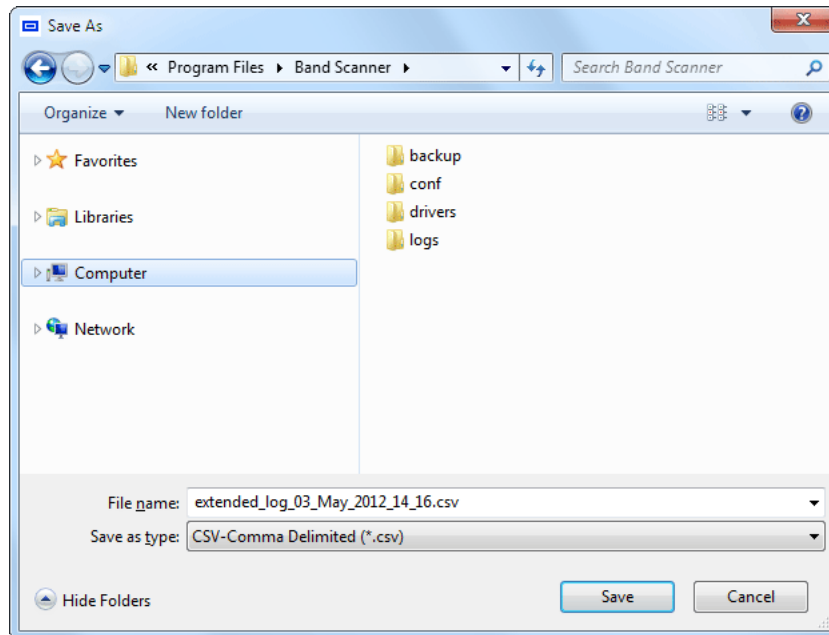 Save As
« Program Files ▸ Band Scanner ▸
Search Band Scanner
Organize
New folder
Favorites
Libraries
Computer
Network
backup
conf
drivers
logs
File name: extended_log_03_May_2012_14_16.csv
Save as type: CSV-Comma Delimited (*.csv)
Hide Folders
Save
Cancel